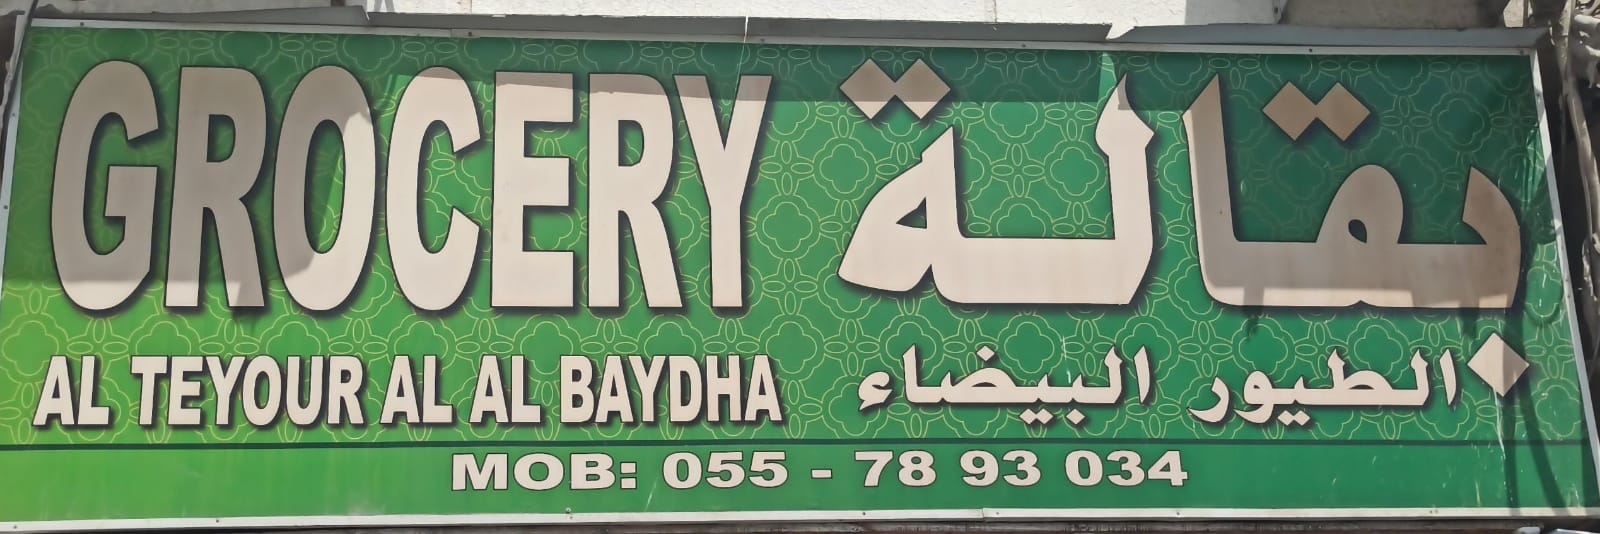 GROCERY بقالة
AL TEYOUR AL AL BAYDHA الطيور البيضاء
MOB: 055 - 78 93 034